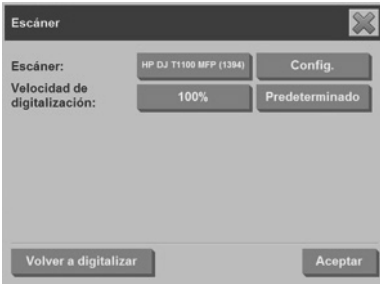 Escáner
Escáner: HP DJ T1100 MFP (1394) Config.
Velocidad de
digitalización: 100% Predeterminado
Volver a digitalizar Aceptar